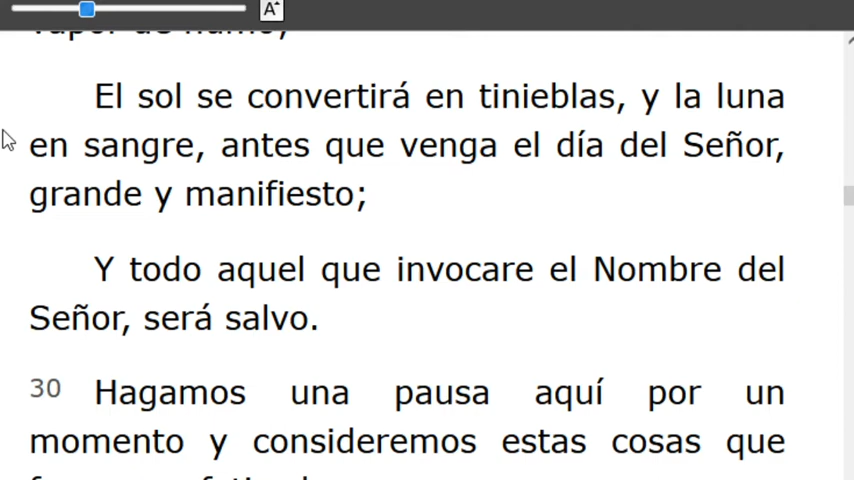 A
El sol se convertirá en tinieblas, y la luna
en sangre, antes que venga el día del Señor,
grande y manifiesto;
Y todo aquel que invocare el Nombre del
Señor, será salvo.
30 Hagamos una pausa aquí por un
momento y consideremos estas cosas que